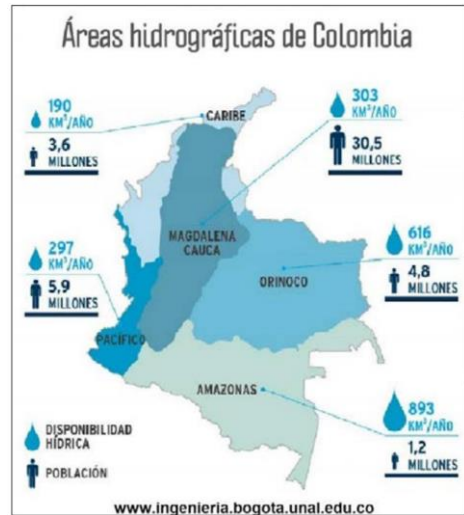 Áreas hidrográficas de Colombia
190
KM³/AÑO
3,6
MILLONES
CARIBE
303
KM³/AÑO
30,5
MILLONES
MAGDALENA
CAUCA
297
KM³/AÑO
5,9
MILLONES
PACÍFICO
616
KM³/AÑO
4,8
MILLONES
ORINOCO
AMAZONAS
893
KM³/AÑO
1,2
MILLONES
DISPONIBILIDAD
HÍDRICA
POBLACIÓN
www.ingenieria.bogota.unal.edu.co